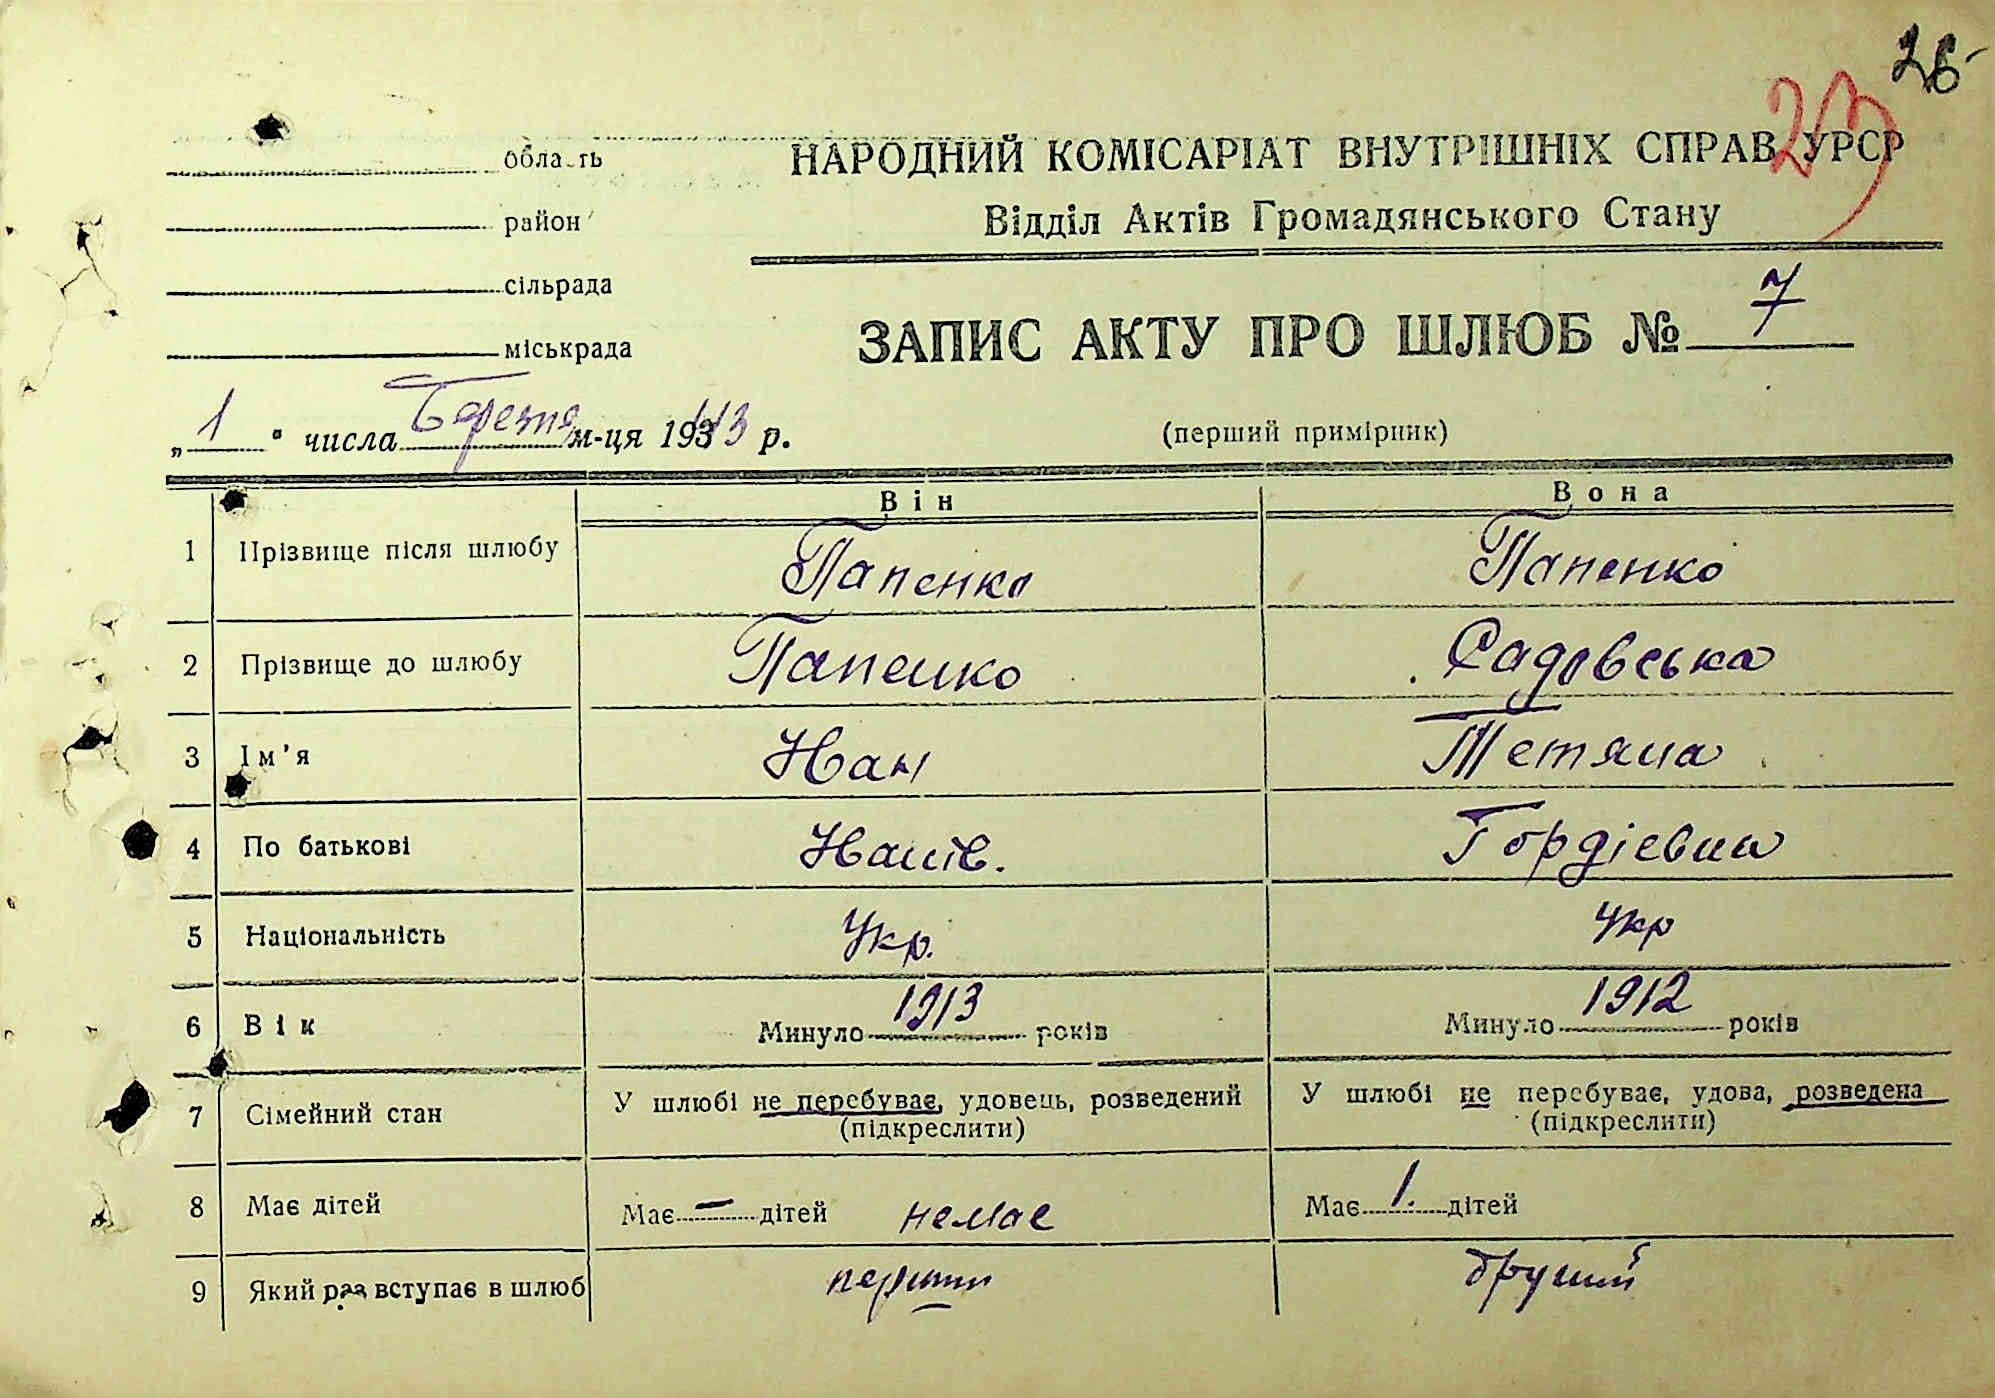 26
23
область
район
сільрада
міськрада
НАРОДНИЙ КОМІСАРІАТ ВНУТРІШНІХ СПРАВ УРСР
Відділ Актів Громадянського Стану
ЗАПИС АКТУ ПРО ШЛЮБ № 7
„1" числа Березня м-ця 1943 р.
(перший примірник)
Він Вона
1 Прізвище після шлюбу Папенко Папенко
2 Прізвище до шлюбу Папенко Садовська
3 Ім'я Иван Тетяна
4 По батькові Иванів. Гордієвна
5 Національність Укр. Укр
6 Вік Минуло 1913 років Минуло 1912 років
7 Сімейний стан У шлюбі не перебуває, удовець, розведений У шлюбі не перебуває, удова, розведена
(підкреслити) (підкреслити)
8 Має дітей Має – дітей немає Має 1. дітей
9 Який раз вступає в шлюб перший другий